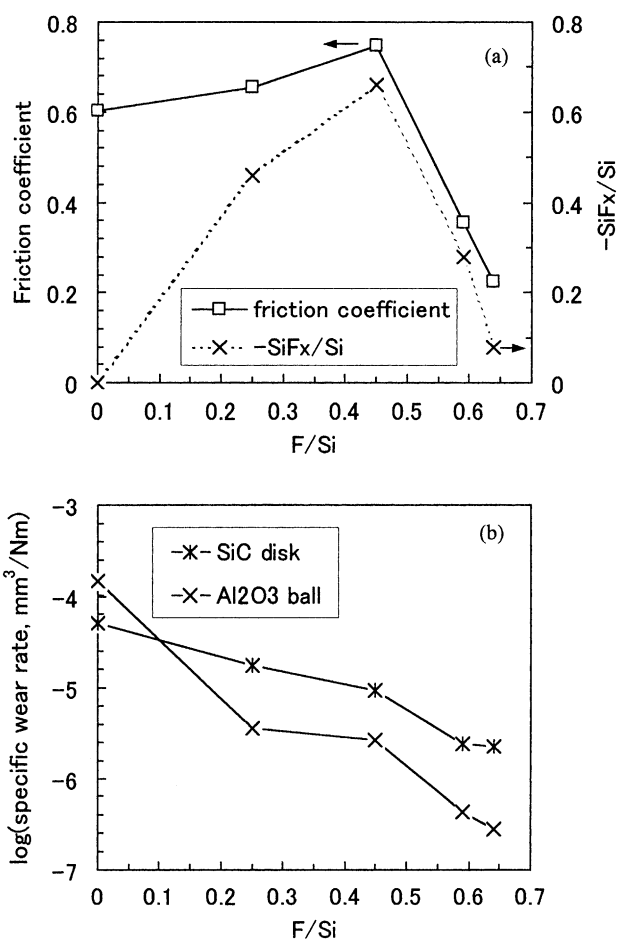 (a)
Friction coefficient
-SiFx/Si
0.8
0.6
0.4
0.2
0
0.8
0.6
0.4
0.2
0
friction coefficient
-SiFx/Si
0 0.1 0.2 0.3 0.4 0.5 0.6 0.7
F/Si
(b)
log(specific wear rate, mm³/Nm)
-3
-4
-5
-6
-7
SiC disk
Al2O3 ball
0 0.1 0.2 0.3 0.4 0.5 0.6 0.7
F/Si